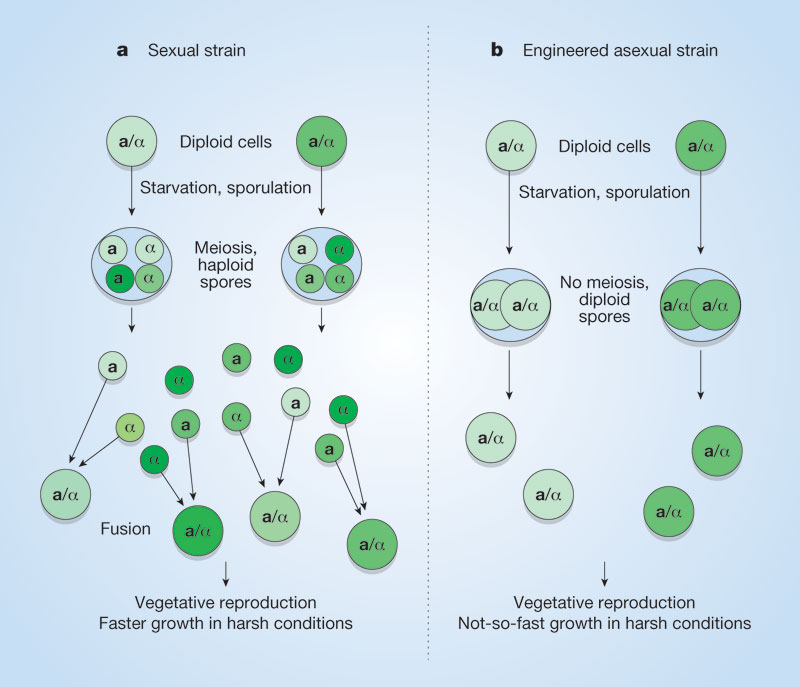 a Sexual strain
a/α Diploid cells a/α
Starvation, sporulation
a α
a α
Meiosis,
haploid
spores
a α
a α
a
α
a
α
α
a
α
a
α
a
α
a/α
a/α
a/α
a/α
Fusion
Vegetative reproduction
Faster growth in harsh conditions
b Engineered asexual strain
a/α Diploid cells a/α
Starvation, sporulation
a/α a/α
No meiosis,
diploid
spores
a/α a/α
a/α
a/α
a/α
a/α
Vegetative reproduction
Not-so-fast growth in harsh conditions